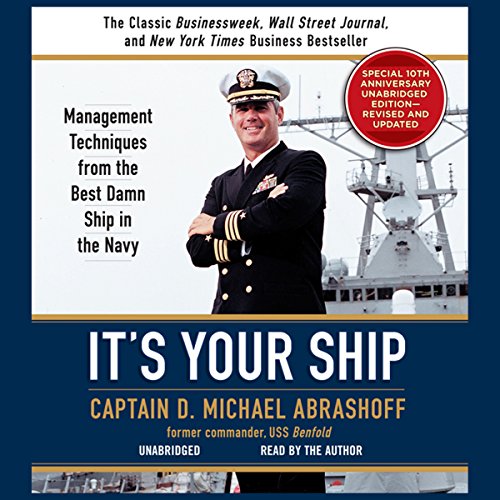 The Classic Businessweek, Wall Street Journal,
and New York Times Business Bestseller
SPECIAL 10TH
ANNIVERSARY
UNABRIDGED
EDITION—
REVISED AND
UPDATED
Management
Techniques
from the
Best Damn
Ship in
the Navy
IT'S YOUR SHIP
CAPTAIN D. MICHAEL ABRASHOFF
former commander, USS Benfold
UNABRIDGED READ BY THE AUTHOR